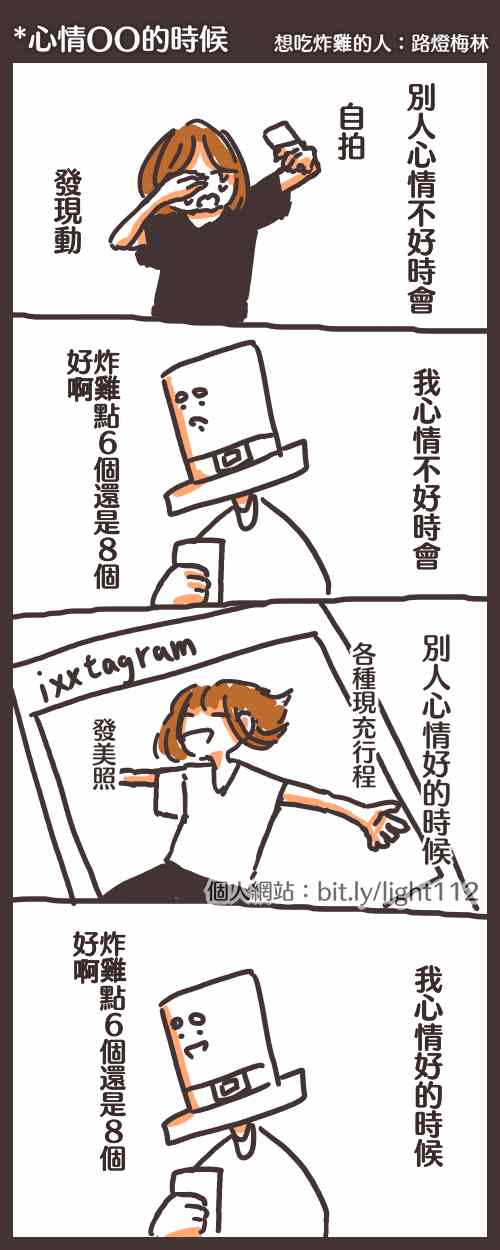 *心情○○的時候
想吃炸雞的人：路燈梅林
別人心情不好時會
自拍
發現動
我心情不好時會
炸雞點6個還是8個
好啊
別人心情好的時候
各種現充行程
ixxtagram
發美照
個人網站：bit.ly/light112
我心情好的時候
炸雞點6個還是8個
好啊